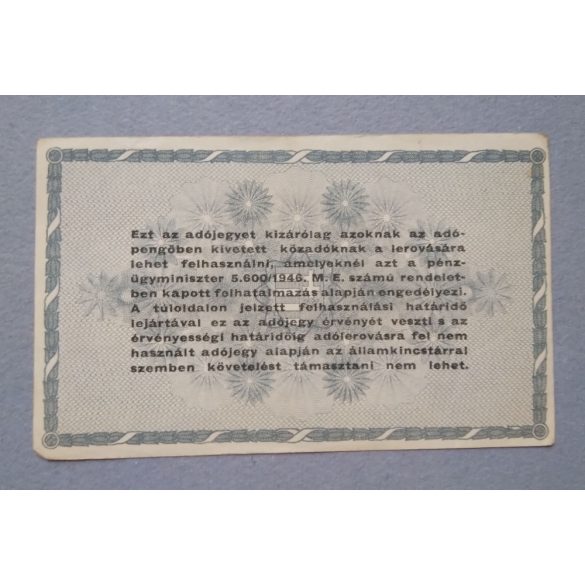 Ezt az adójegyet kizárólag azoknak az adó-
pengőben kivetett közadóknak a lerovására
lehet felhasználni, amelyeknél azt a pénz-
ügyminiszter 5.600/1946. M. E. számú rendelet-
ben kapott felhatalmazás alapján engedélyezi.
A túloldalon jelzett felhasználási határidő
lejártával ez az adójegy érvényét veszti s az
érvényességi határidőig adólerovásra fel nem
használt adójegy alapján az államkincstárral
szemben követelést támasztani nem lehet.